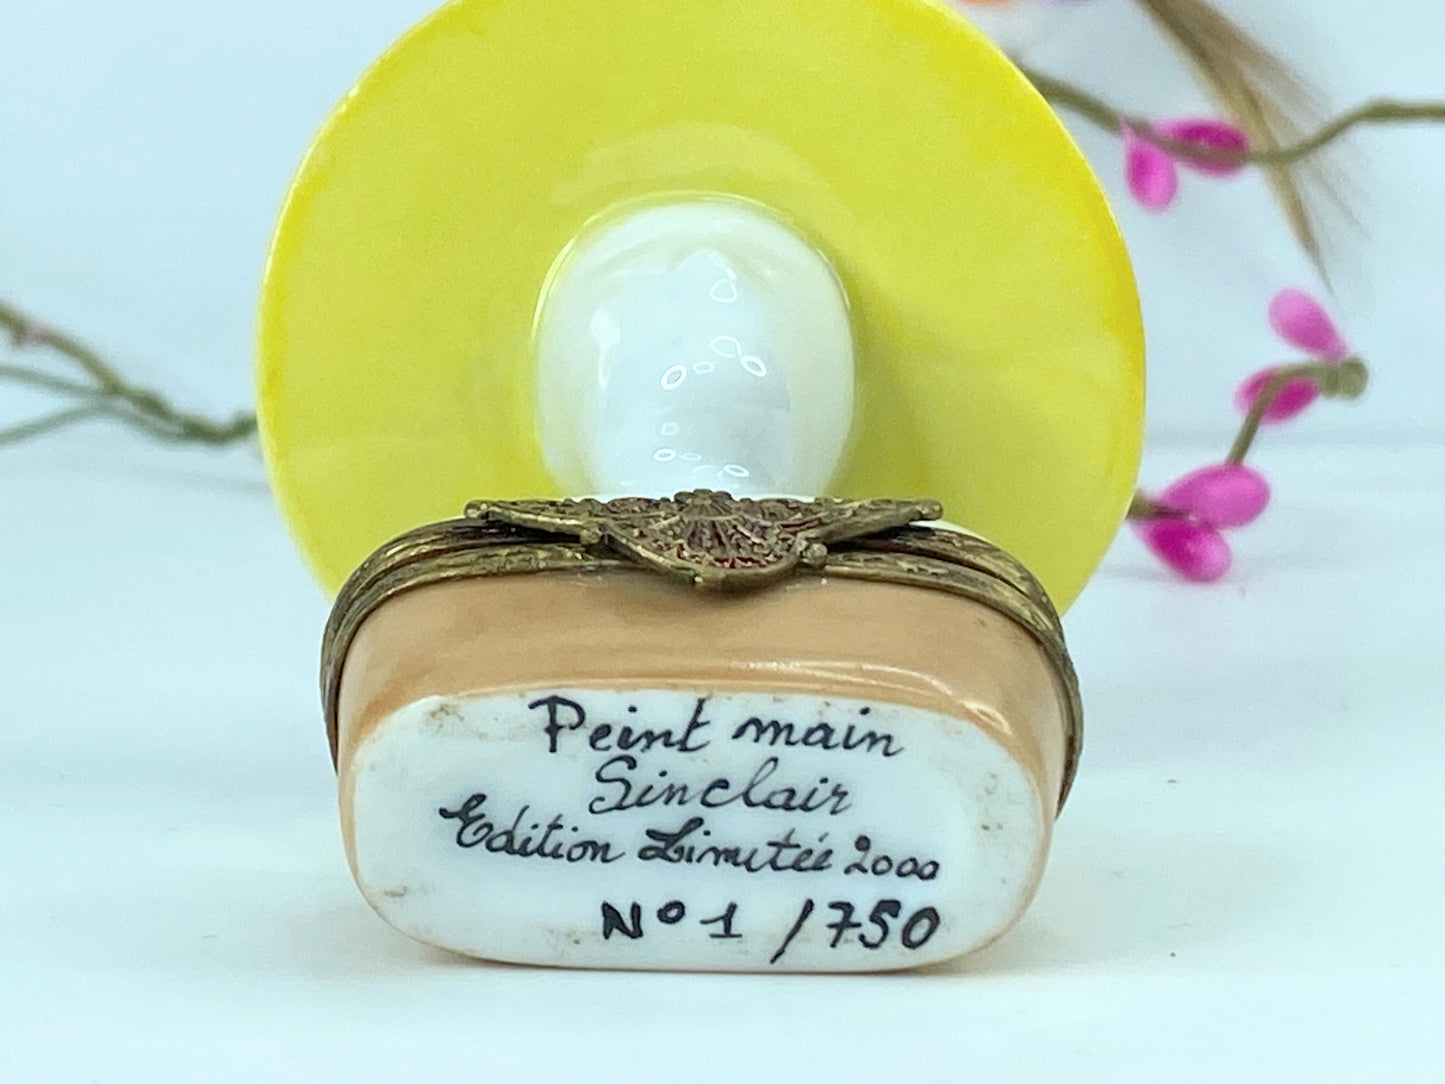 Peint main
Sinclair
Edition Limitée 2000
N° 1 /750